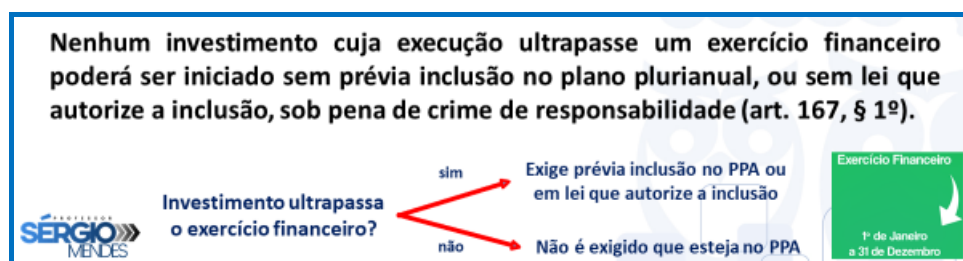 Nenhum investimento cuja execução ultrapasse um exercício financeiro
poderá ser iniciado sem prévia inclusão no plano plurianual, ou sem lei que
autorize a inclusão, sob pena de crime de responsabilidade (art. 167, § 1º).
sim
Exige prévia inclusão no PPA ou
em lei que autorize a inclusão
Investimento ultrapassa
o exercício financeiro?
não
Não é exigido que esteja no PPA
Exercício Financeiro
1º de Janeiro
a 31 de Dezembro
PROFESSOR
SÉRGIO
MENDES